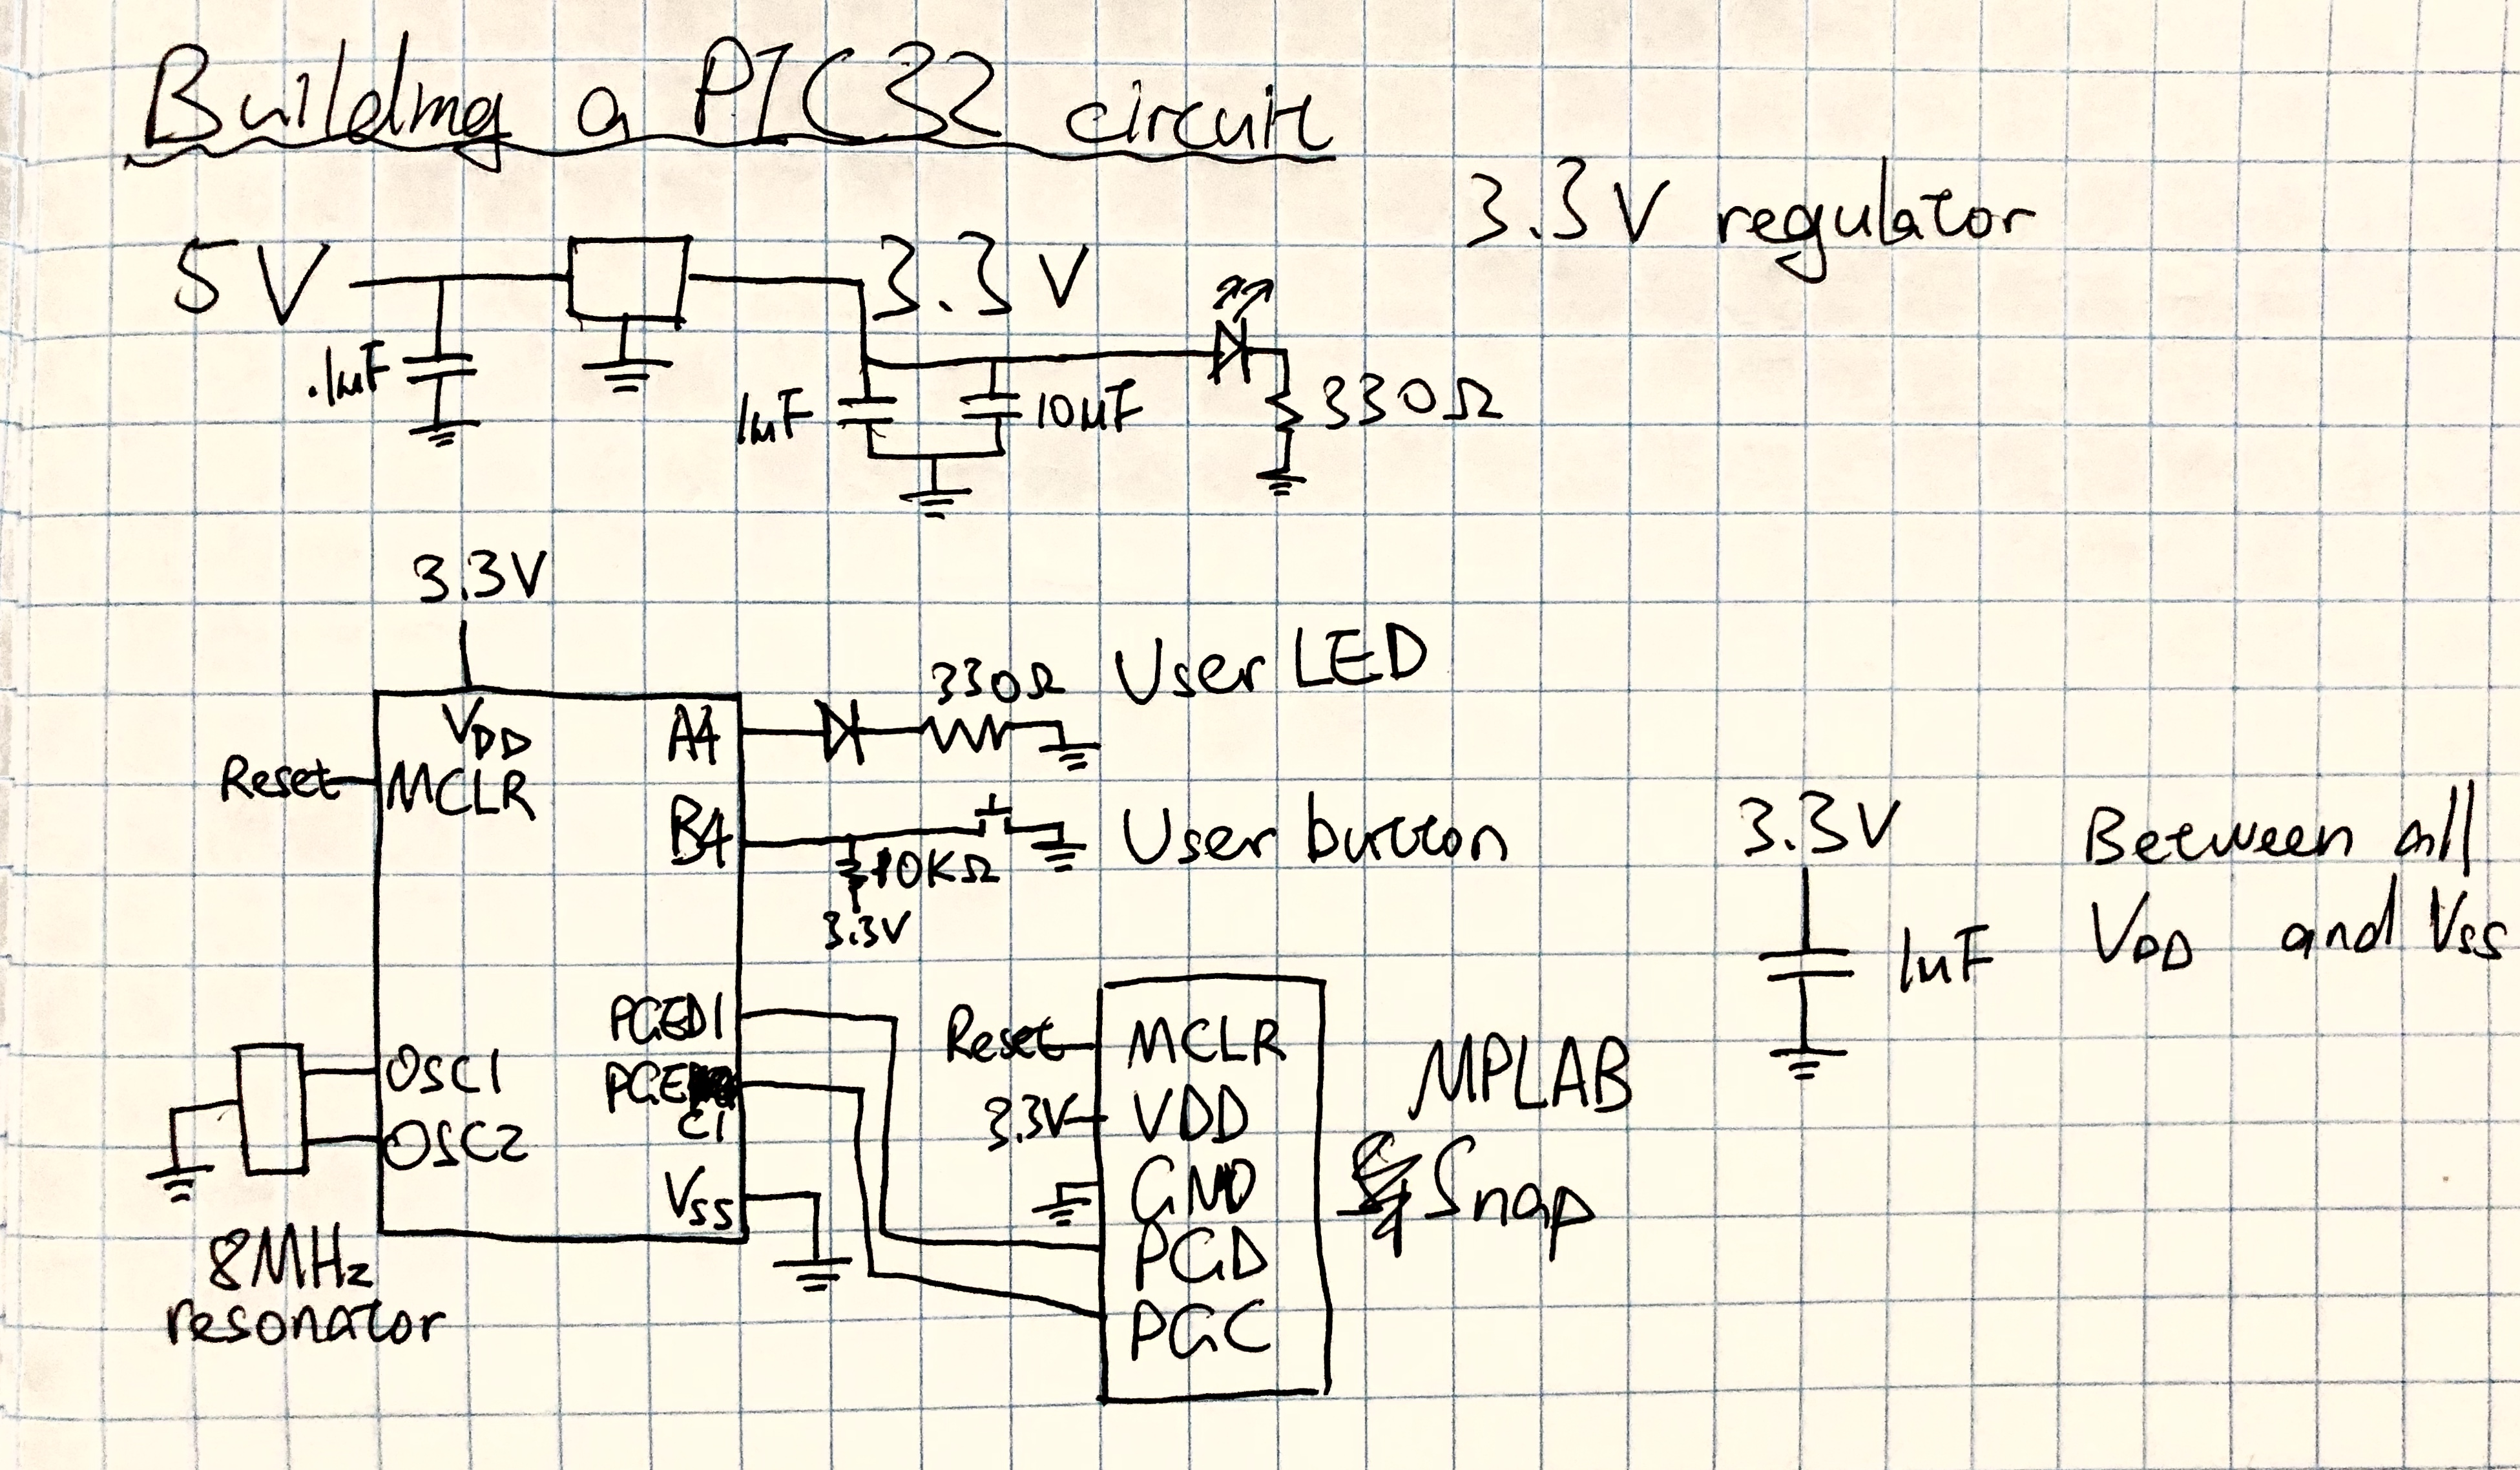 Building a PIC32 circuit
3.3V regulator
5V
3.3V
.1uF
1uF
10uF
330Ω
3.3V
VDD
MCLR
Reset
A4
330Ω
User LED
B4
10KΩ
3.3V
User button
PGED1
PGE
C1
VSS
OSC1
OSC2
8MHz
resonator
Reset
MCLR
3.3V
VDD
GND
PGD
PGC
MPLAB
Snap
3.3V
1uF
Between all
VDD and VSS